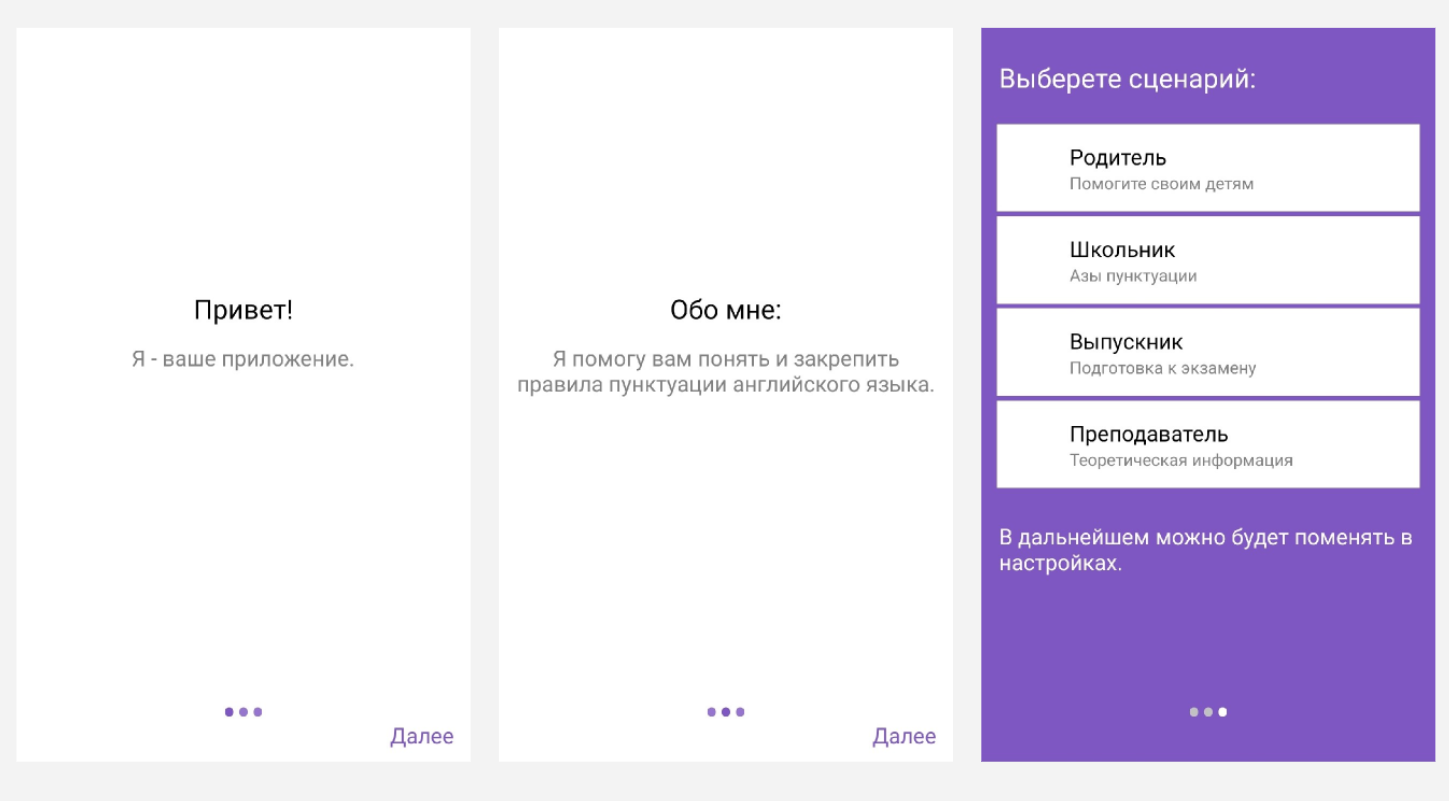 Привет!
Я - ваше приложение.
Далее
Обо мне:
Я помогу вам понять и закрепить
правила пунктуации английского языка.
Далее
Выберете сценарий:
Родитель
Помогите своим детям
Школьник
Азы пунктуации
Выпускник
Подготовка к экзамену
Преподаватель
Теоретическая информация
В дальнейшем можно будет поменять в
настройках.